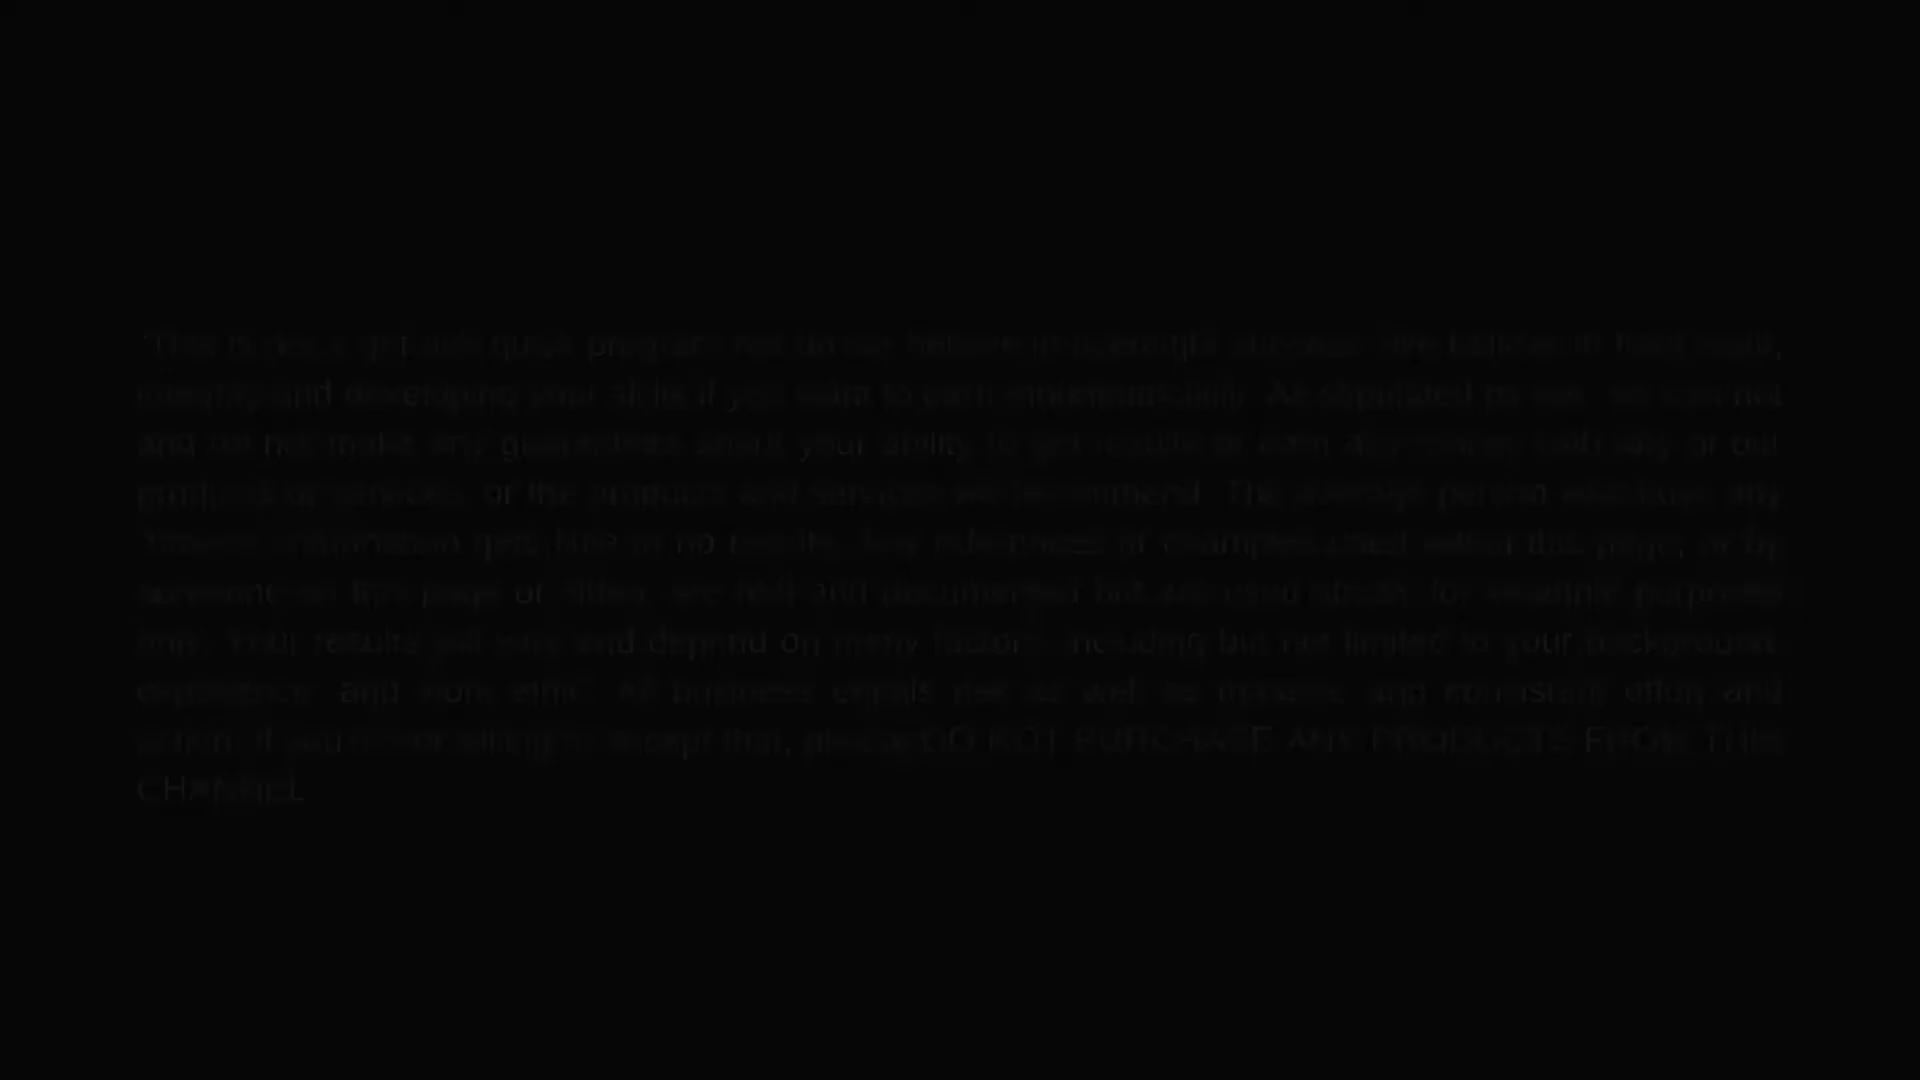 "This is not a get rich quick program nor do we believe in overnight success. We believe in hard work,
integrity and developing your skills if you want to earn more financially. As stipulated by law, we can not
and do not make any guarantees about your ability to get results or earn any money with any of our
products or services, or the products and services we recommend. The average person who buys any
information gets little to no results. Any references or examples used within this page, or by
someone on this page or are real and documented but are used strictly for example purposes
only. Your results will vary and depend on many factors including but not limited to your background,
experience, and work ethic. All business entails risk as well as massive and consistent effort and
action. If you're not willing to accept that, please DO NOT PURCHASE ANY PRODUCTS FROM THIS
CHANNEL